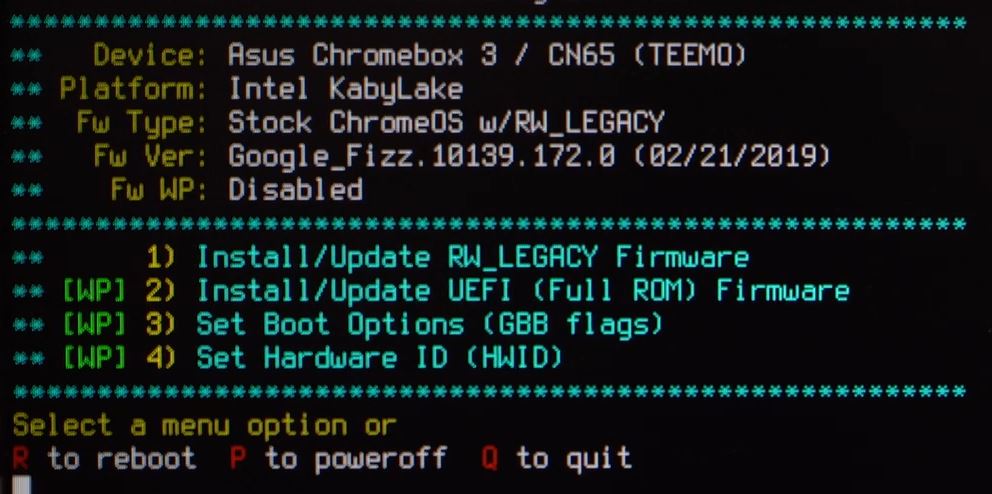 ************************************************************
** Device: Asus Chromebox 3 / CN65 (TEEMO)
** Platform: Intel KabyLake
** Fw Type: Stock ChromeOS w/RW_LEGACY
** Fw Ver: Google_Fizz.10139.172.0 (02/21/2019)
** Fw WP: Disabled
************************************************************
** 1) Install/Update RW_LEGACY Firmware
** [WP] 2) Install/Update UEFI (Full ROM) Firmware
** [WP] 3) Set Boot Options (GBB flags)
** [WP] 4) Set Hardware ID (HWID)
************************************************************
Select a menu option or
R to reboot P to poweroff Q to quit